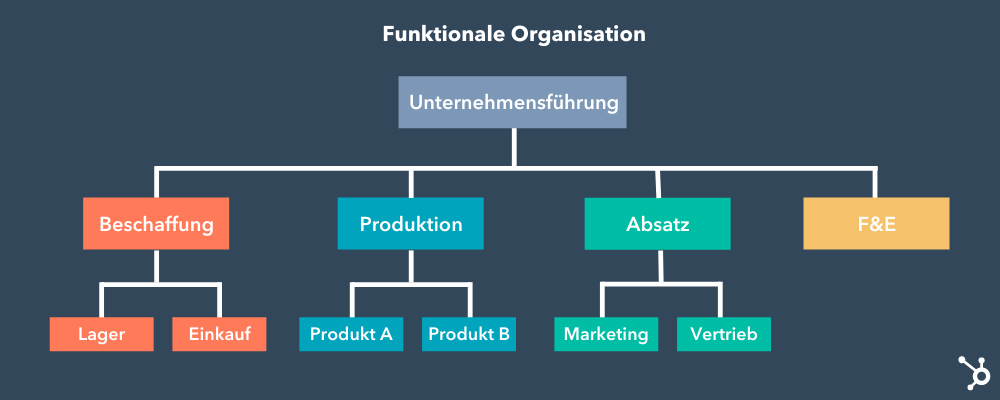 Funktionale Organisation
Unternehmensführung
Beschaffung
Produktion
Absatz
F&E
Lager
Einkauf
Produkt A
Produkt B
Marketing
Vertrieb